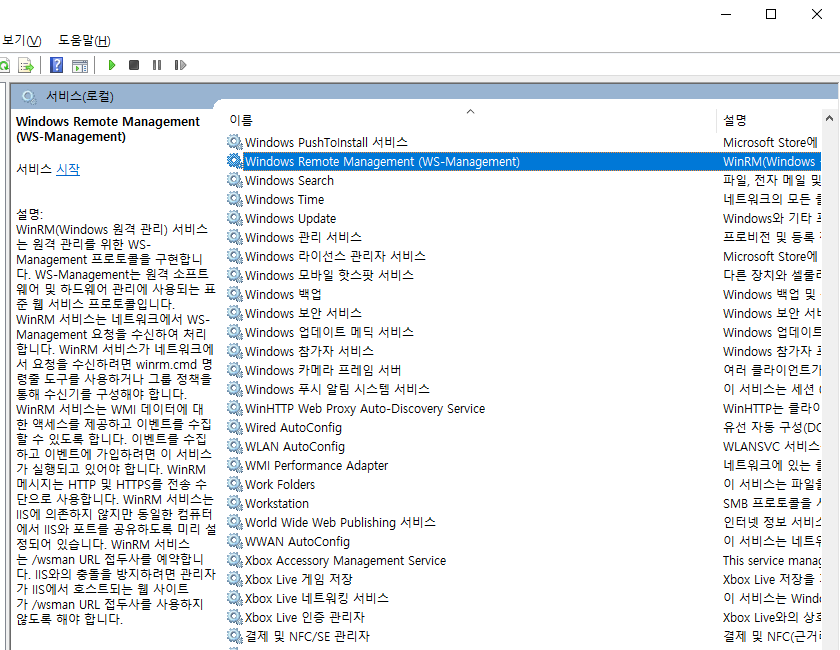 보기(V) 도움말(H)
서비스(로컬)
Windows Remote Management
(WS-Management)
서비스 시작
설명:
WinRM(Windows 원격 관리) 서비스
는 원격 관리를 위한 WS-
Management 프로토콜을 구현합니
다. WS-Management는 원격 소프트
웨어 및 하드웨어 관리에 사용되는 표
준 웹 서비스 프로토콜입니다.
WinRM 서비스는 네트워크에서 WS-
Management 요청을 수신하여 처리
합니다. WinRM 서비스가 네트워크에
서 요청을 수신하려면 winrm.cmd 명
령줄 도구를 사용하거나 그룹 정책을
통해 수신기를 구성해야 합니다.
WinRM 서비스는 WMI 데이터에 대
한 액세스를 제공하고 이벤트를 수집
할 수 있도록 합니다. 이벤트를 수집
하고 이벤트에 가입하려면 이 서비스
가 실행되고 있어야 합니다. WinRM
메시지는 HTTP 및 HTTPS를 전송 수
단으로 사용합니다. WinRM 서비스는
IIS에 의존하지 않지만 동일한 컴퓨터
에서 IIS와 포트를 공유하도록 미리 설
정되어 있습니다. WinRM 서비스
는 /wsman URL 접두사를 예약합니
다. IIS와의 충돌을 방지하려면 관리자
가 IIS에서 호스트되는 웹 사이트
가 /wsman URL 접두사를 사용하지
않도록 해야 합니다.
이름 설명
Windows PushToInstall 서비스 Microsoft Store에
Windows Remote Management (WS-Management) WinRM(Windows
Windows Search 파일, 전자 메일 및
Windows Time 네트워크의 모든
Windows Update Windows와 기타
Windows 관리 서비스 프로비전 및 등록
Windows 라이선스 관리자 서비스 Microsoft Store에
Windows 모바일 핫스팟 서비스 다른 장치와
Windows 백업 Windows 백업 및
Windows 보안 서비스 Windows 보안
Windows 업데이트 메딕 서비스 Windows 업데이트
Windows 참가자 서비스 Windows 참가자
Windows 카메라 프레임 서버 여러 클라이언트가
Windows 푸시 알림 시스템 서비스 이 서비스는 세션
WinHTTP Web Proxy Auto-Discovery Service WinHTTP는
Wired AutoConfig 유선 자동
WLAN AutoConfig WLANSVC 서비스
WMI Performance Adapter 네트워크에 있는
Work Folders 이 서비스는
Workstation SMB 프로토콜을
World Wide Web Publishing 서비스 인터넷 정보
WWAN AutoConfig 이 서비스는
Xbox Accessory Management Service This service
Xbox Live 게임 저장 Xbox Live 저장을
Xbox Live 네트워킹 서비스 이 서비스는
Xbox Live 인증 관리자 Xbox Live와의
결제 및 NFC/SE 관리자 결제 및